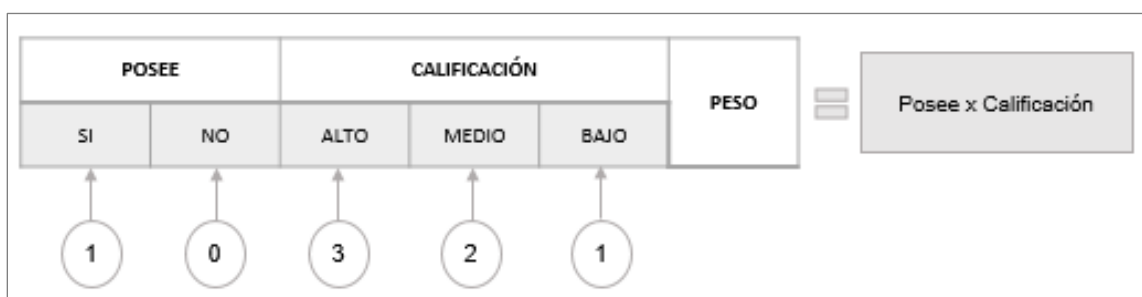 POSEE CALIFICACIÓN
PESO
Posee x Calificación
SI NO ALTO MEDIO BAJO
1 0 3 2 1